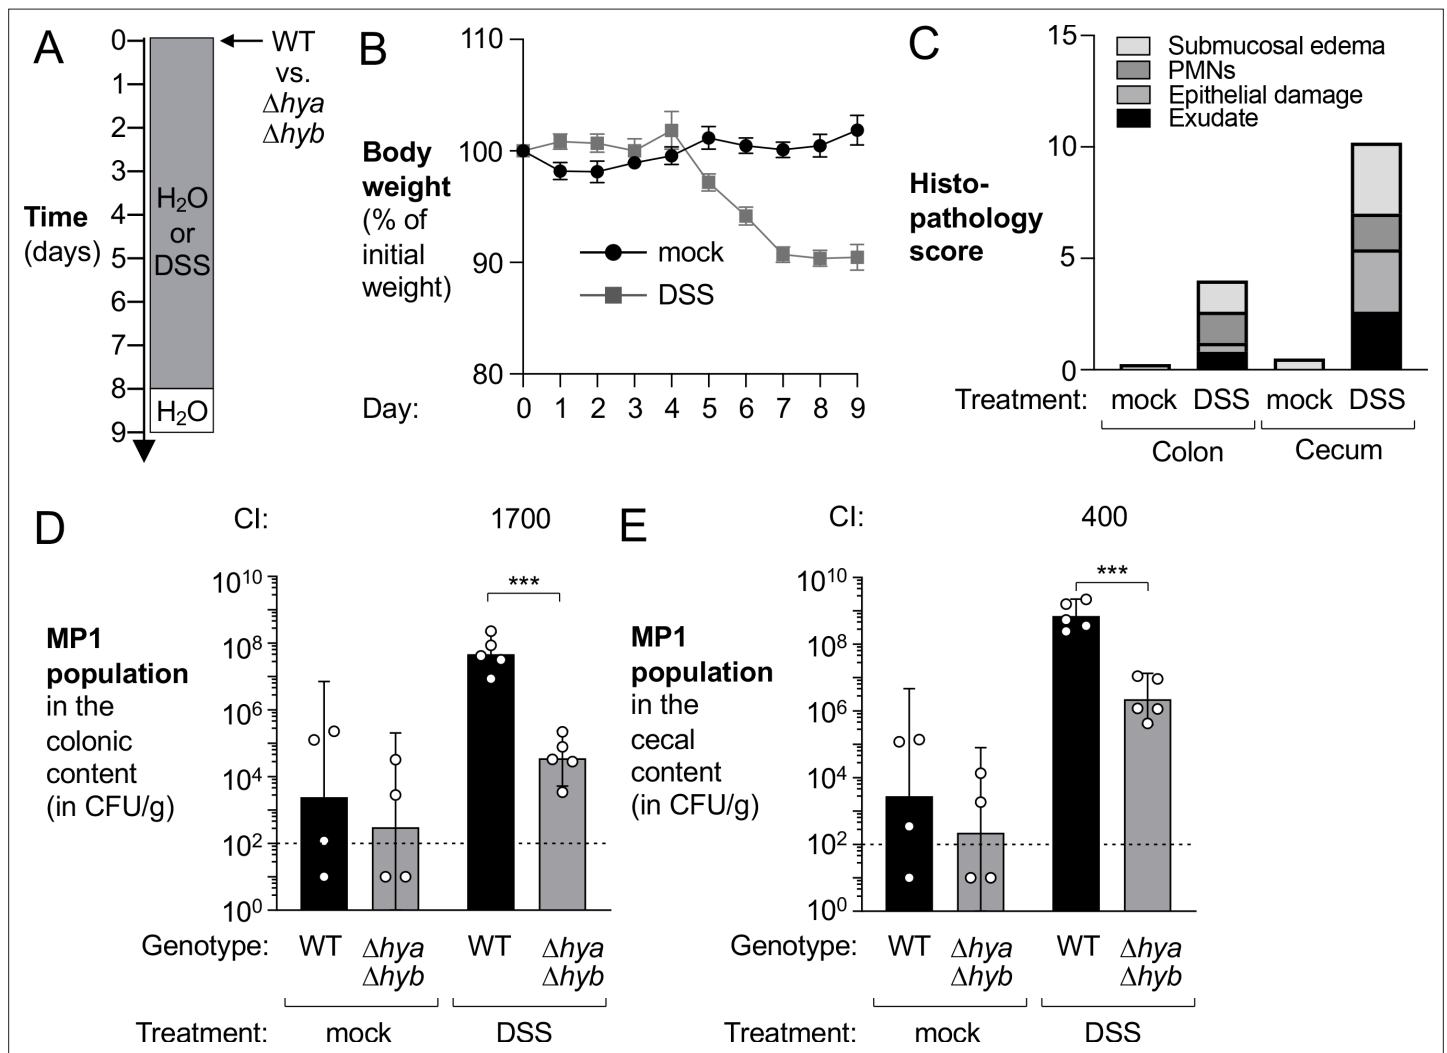 A
0
1
2
3
4
5
6
7
8
9
Time
(days)
H2O
or
DSS
H2O
WT
vs.
Δhya
Δhyb
B
110
100
90
80
Body
weight
(% of
initial
weight)
mock
DSS
Day: 0 1 2 3 4 5 6 7 8 9
C
15
10
5
0
Submucosal edema
PMNs
Epithelial damage
Exudate
Histo-
pathology
score
Treatment: mock DSS mock DSS
Colon Cecum
D
CI: 1700
***
10^10
10^8
10^6
10^4
10^2
10^0
MP1
population
in the
colonic
content
(in CFU/g)
Genotype: WT Δhya WT Δhya
Δhyb Δhyb
Treatment: mock DSS
E
CI: 400
***
10^10
10^8
10^6
10^4
10^2
10^0
MP1
population
in the
cecal
content
(in CFU/g)
Genotype: WT Δhya WT Δhya
Δhyb Δhyb
Treatment: mock DSS